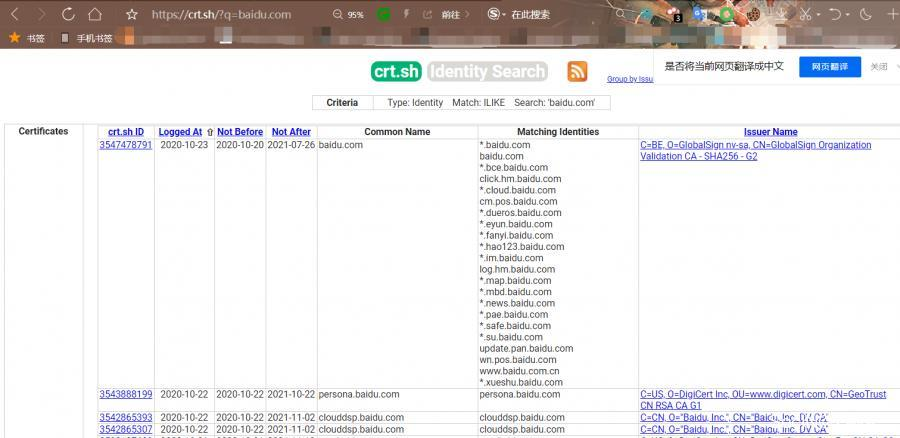 https://crt.sh/?q=baidu.com
95%
前往
在此搜索
3
书签
手机书签
crt.sh Identity Search
Group by Issu
是否将当前网页翻译成中文
网页翻译
关闭
Criteria Type: Identity Match: ILIKE Search: 'baidu.com'
Certificates
crt.sh ID Logged At ⇧ Not Before Not After Common Name Matching Identities Issuer Name
3547478791 2020-10-23 2020-10-20 2021-07-26 baidu.com
*.baidu.com
baidu.com
*.bce.baidu.com
click.hm.baidu.com
*.cloud.baidu.com
cm.pos.baidu.com
*.dueros.baidu.com
*.eyun.baidu.com
*.fanyi.baidu.com
*.hao123.baidu.com
*.im.baidu.com
log.hm.baidu.com
*.map.baidu.com
*.mbd.baidu.com
*.news.baidu.com
*.pae.baidu.com
*.safe.baidu.com
*.su.baidu.com
update.pan.baidu.com
wn.pos.baidu.com
www.baidu.com.cn
*.xueshu.baidu.com
C=BE, O=GlobalSign nv-sa, CN=GlobalSign Organization
Validation CA - SHA256 - G2
3543888199 2020-10-22 2020-10-22 2021-10-22 persona.baidu.com persona.baidu.com C=US, O=DigiCert Inc, OU=www.digicert.com, CN=GeoTrust
CN RSA CA G1
3542865393 2020-10-22 2020-10-22 2021-11-02 clouddsp.baidu.com clouddsp.baidu.com C=CN, O="Baidu, Inc.", CN="Baidu, Inc. DV CA"
3542865307 2020-10-22 2020-10-22 2021-11-02 clouddsp.baidu.com clouddsp.baidu.com C=CN, O="Baidu, Inc.", CN="Baidu, Inc. DV CA"